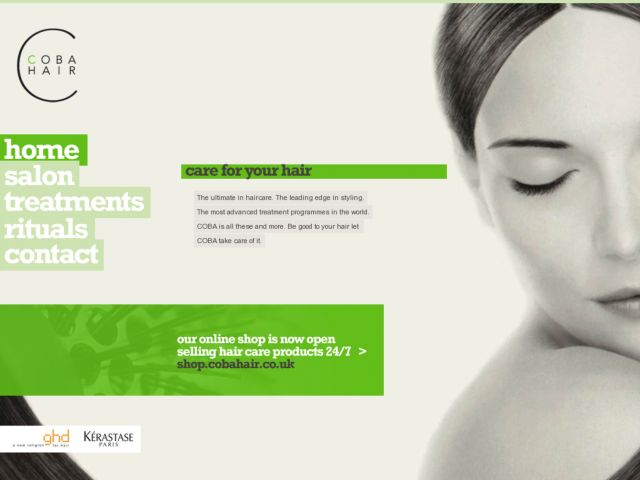 COBA
HAIR
home
salon
treatments
rituals
contact
care for your hair
The ultimate in haircare. The leading edge in styling.
The most advanced treatment programmes in the world.
COBA is all these and more. Be good to your hair let
COBA take care of it.
our online shop is now open
selling hair care products 24/7 >
shop.cobahair.co.uk
ghd
a new religion for hair
KÉRASTASE
PARIS